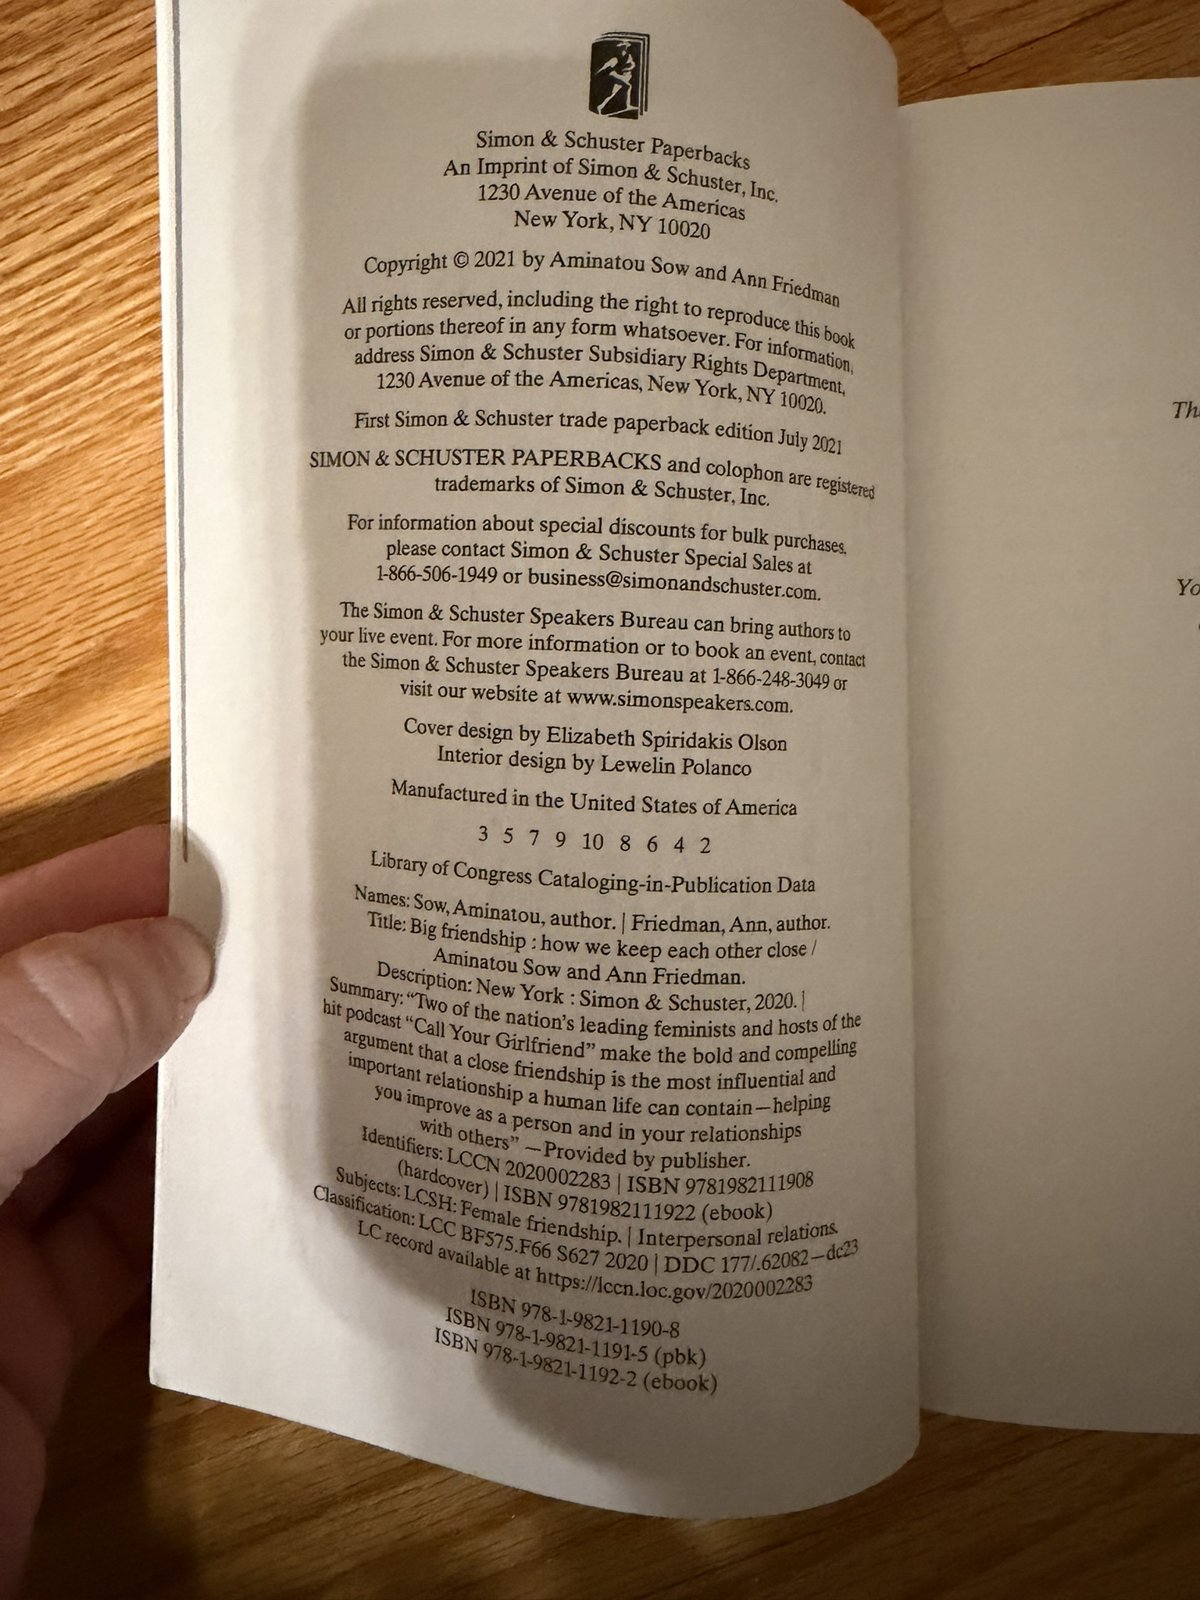 Simon & Schuster Paperbacks
An Imprint of Simon & Schuster, Inc.
1230 Avenue of the Americas
New York, NY 10020
Copyright © 2021 by Aminatou Sow and Ann Friedman
All rights reserved, including the right to reproduce this book
or portions thereof in any form whatsoever. For information,
address Simon & Schuster Subsidiary Rights Department,
1230 Avenue of the Americas, New York, NY 10020.
First Simon & Schuster trade paperback edition July 2021
SIMON & SCHUSTER PAPERBACKS and colophon are registered
trademarks of Simon & Schuster, Inc.
For information about special discounts for bulk purchases,
please contact Simon & Schuster Special Sales at
1-866-506-1949 or business@simonandschuster.com.
The Simon & Schuster Speakers Bureau can bring authors to
your live event. For more information or to book an event, contact
the Simon & Schuster Speakers Bureau at 1-866-248-3049 or
visit our website at www.simonspeakers.com.
Cover design by Elizabeth Spiridakis Olson
Interior design by Lewelin Polanco
Manufactured in the United States of America
3 5 7 9 10 8 6 4 2
Library of Congress Cataloging-in-Publication Data
Names: Sow, Aminatou, author. | Friedman, Ann, author.
Title: Big friendship : how we keep each other close /
Aminatou Sow and Ann Friedman.
Description: New York : Simon & Schuster, 2020. |
Summary: “Two of the nation’s leading feminists and hosts of the
hit podcast “Call Your Girlfriend” make the bold and compelling
argument that a close friendship is the most influential and
important relationship a human life can contain—helping
you improve as a person and in your relationships
with others” —Provided by publisher.
Identifiers: LCCN 2020002283 | ISBN 9781982111908
(hardcover) | ISBN 9781982111922 (ebook)
Subjects: LCSH: Female friendship. | Interpersonal relations.
Classification: LCC BF575.F66 S627 2020 | DDC 177/.62082—dc23
LC record available at https://lccn.loc.gov/2020002283
ISBN 978-1-9821-1190-8
ISBN 978-1-9821-1191-5 (pbk)
ISBN 978-1-9821-1192-2 (ebook)